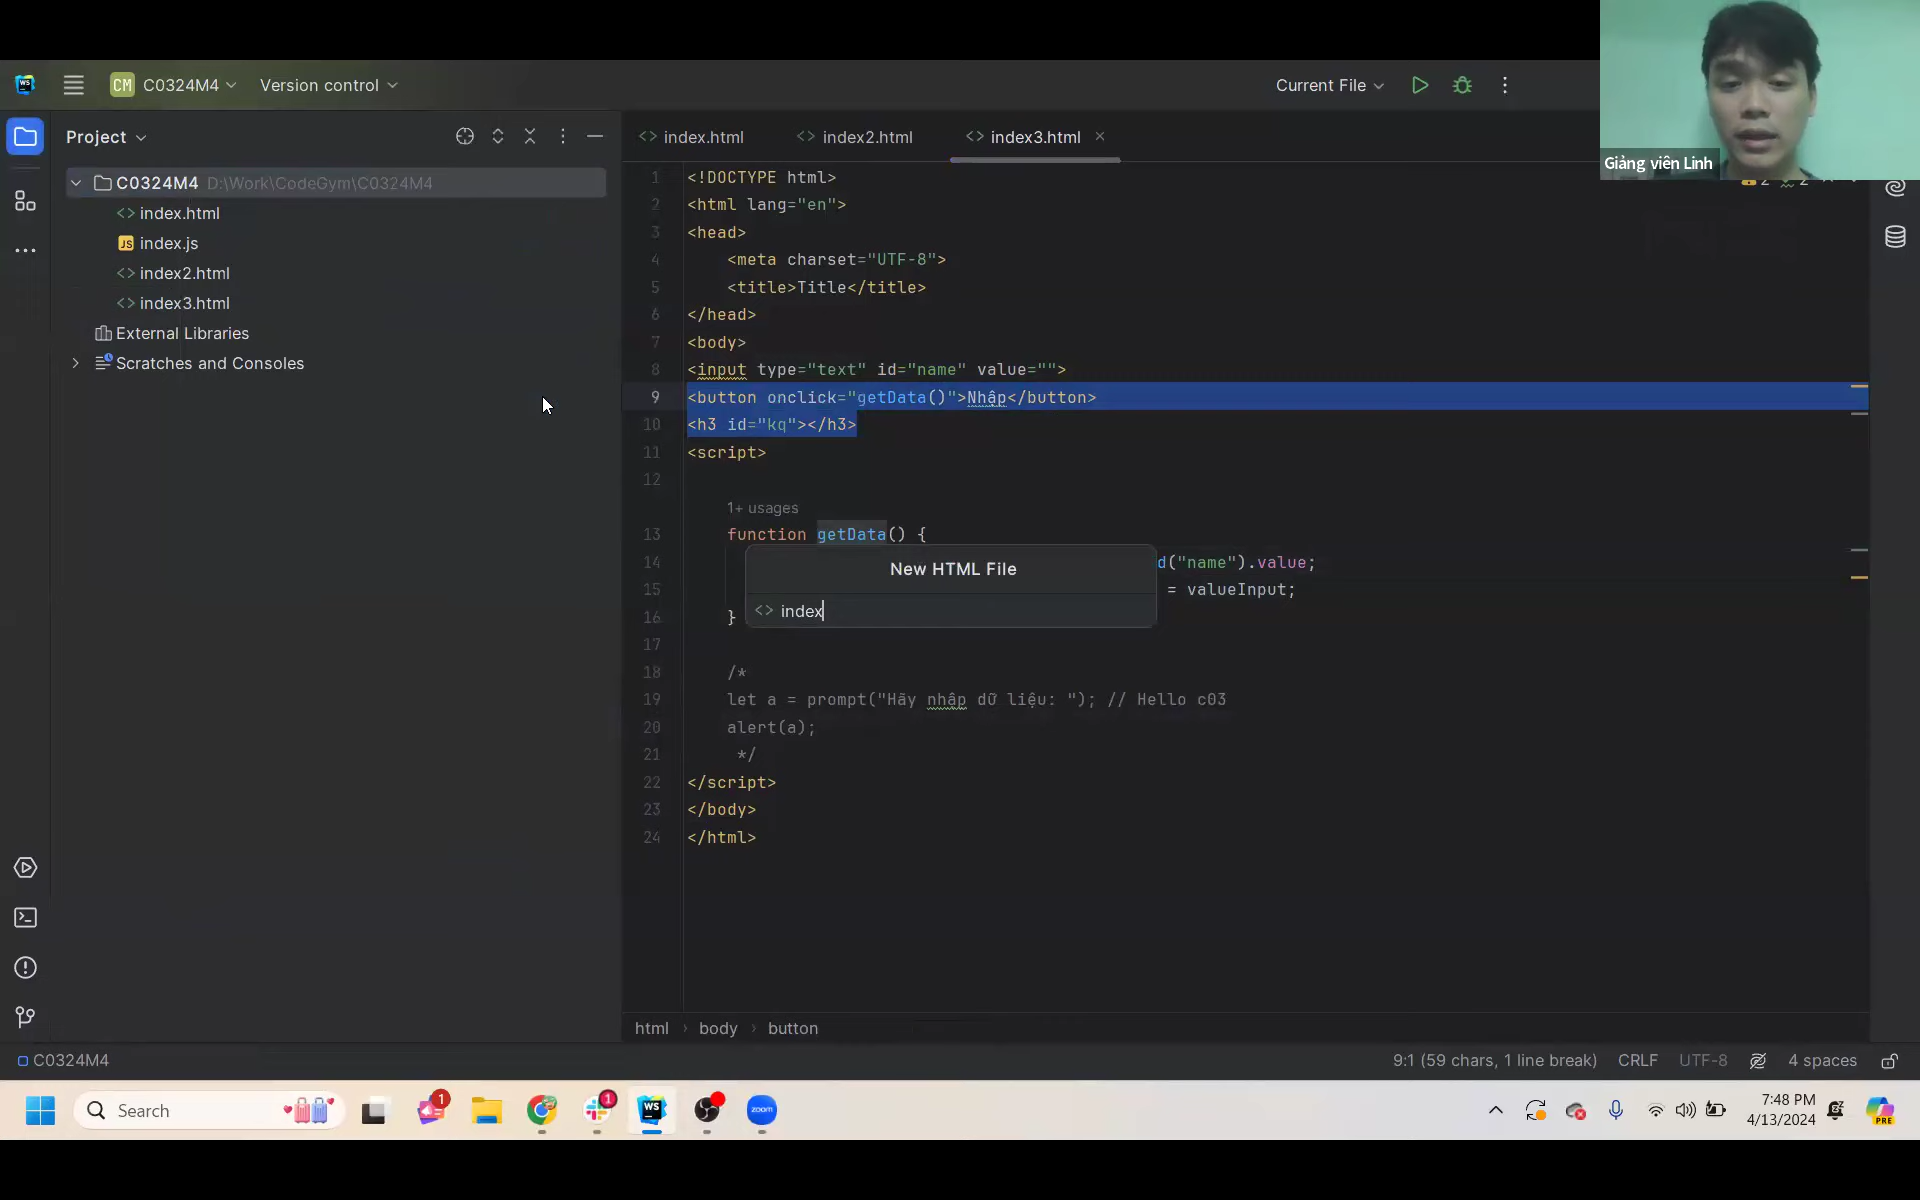 CM C0324M4
Version control
Current File
Giảng viên Linh
Project
index.html
index2.html
index3.html
C0324M4 D:\Work\CodeGym\C0324M4
index.html
JS index.js
index2.html
index3.html
External Libraries
Scratches and Consoles
1 <!DOCTYPE html>
2 <html lang="en">
3 <head>
4 <meta charset="UTF-8">
5 <title>Title</title>
6 </head>
7 <body>
8 <input type="text" id="name" value="">
9 <button onclick="getData()">Nhập</button>
10 <h3 id="kq"></h3>
11 <script>
12
1+ usages
13 function getData() {
14 d("name").value;
15 = valueInput;
16 }
New HTML File
index
17
18 /*
19 let a = prompt("Hãy nhập dữ liệu: "); // Hello c03
20 alert(a);
21 */
22 </script>
23 </body>
24 </html>
html › body › button
C0324M4
9:1 (59 chars, 1 line break) CRLF UTF-8 4 spaces
Search
1
1
WS
zoom
7:48 PM
4/13/2024
PRE